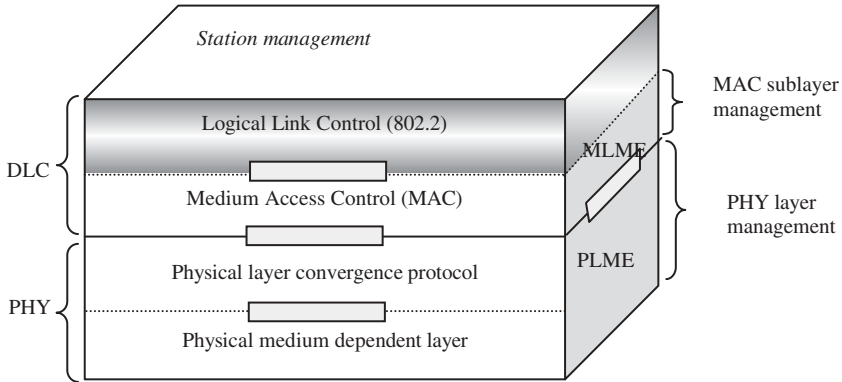 Station management
Logical Link Control (802.2)
MAC sublayer
management
MLME
DLC
Medium Access Control (MAC)
PHY layer
management
Physical layer convergence protocol
PLME
PHY
Physical medium dependent layer